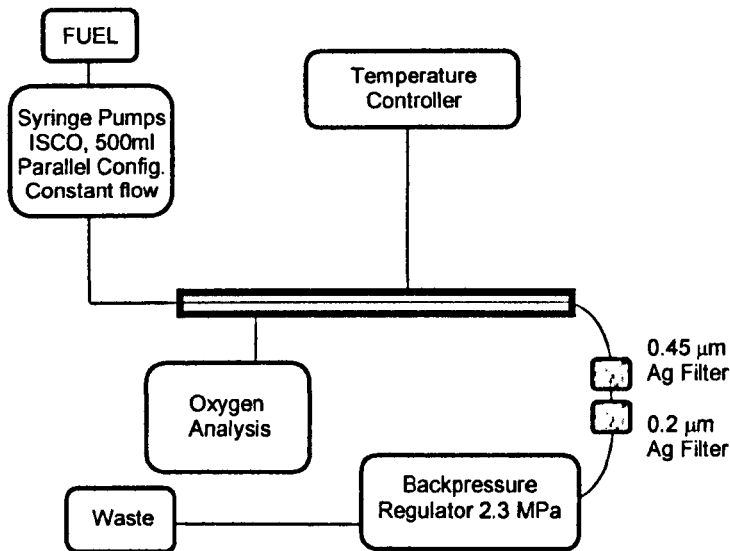 FUEL
Syringe Pumps
ISCO, 500ml
Parallel Config.
Constant flow
Temperature
Controller
Oxygen
Analysis
0.45 μm
Ag Filter
0.2 μm
Ag Filter
Backpressure
Regulator 2.3 MPa
Waste